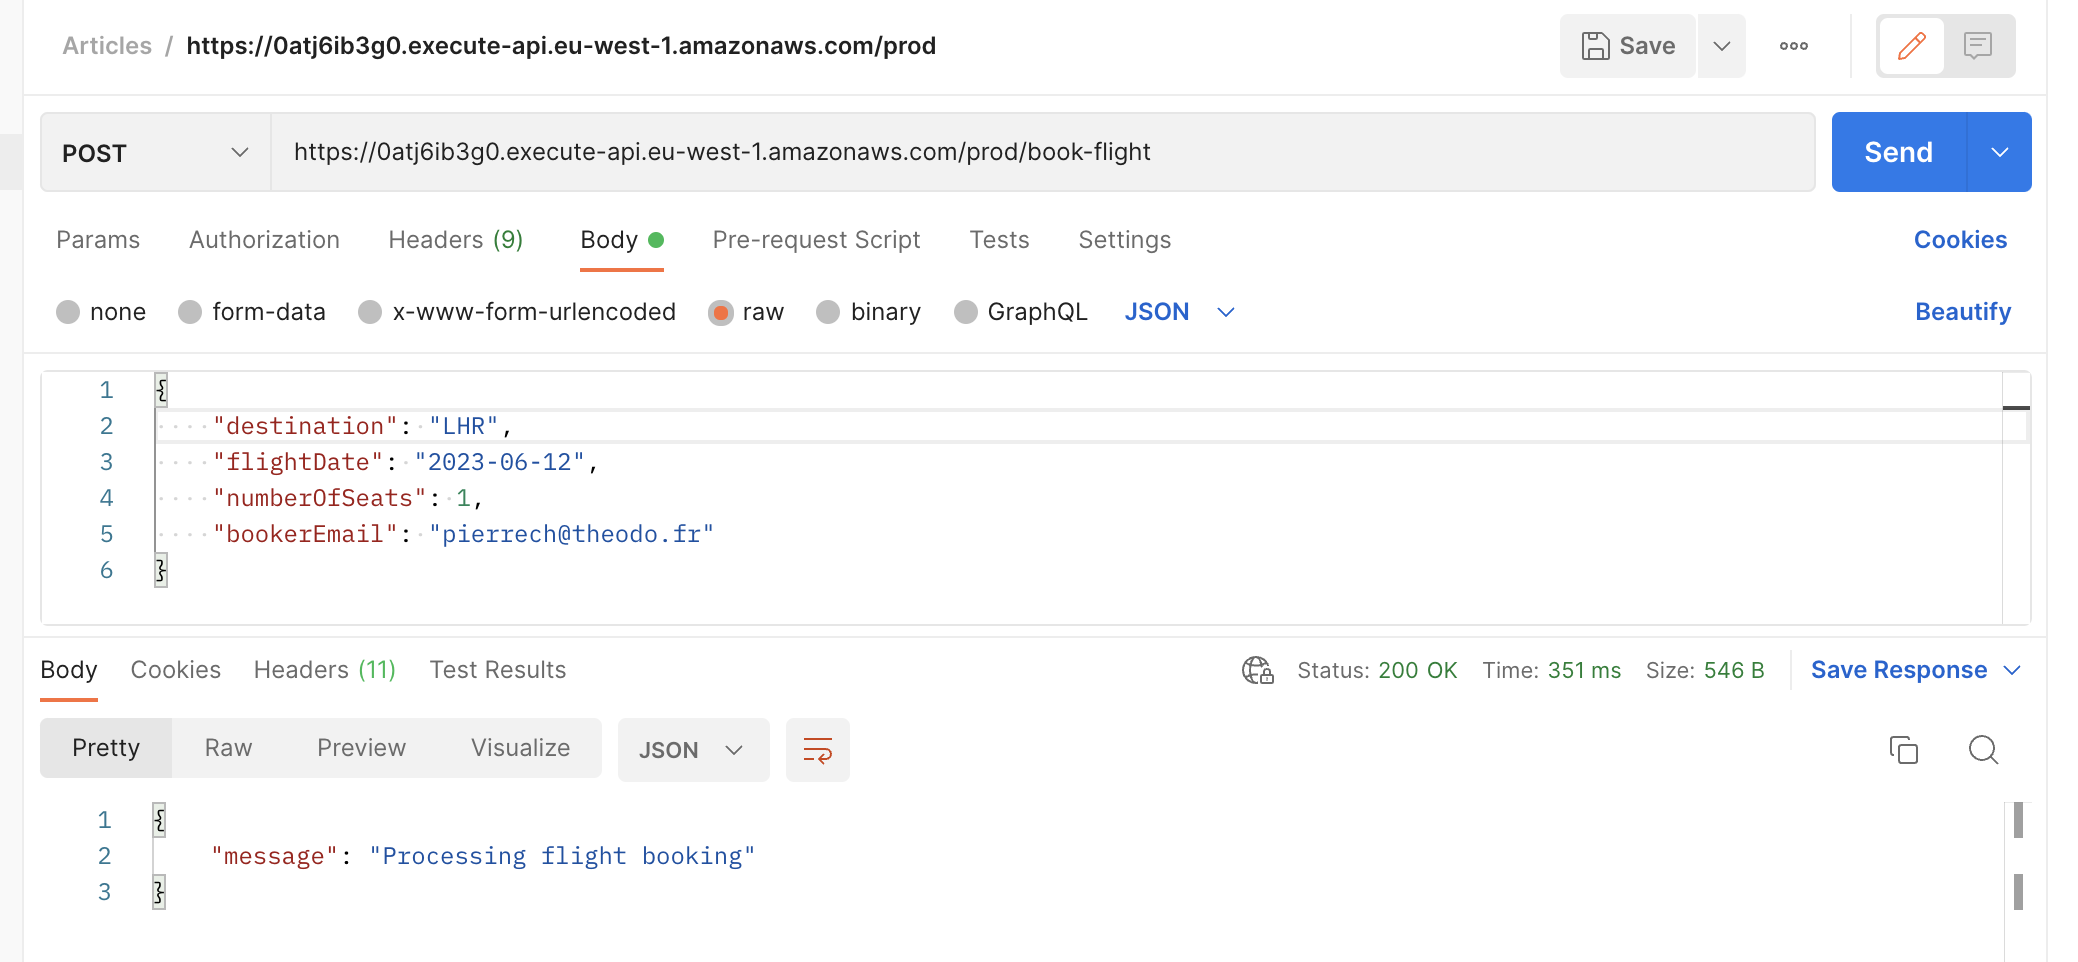 Articles / https://0atj6ib3g0.execute-api.eu-west-1.amazonaws.com/prod
Save
POST https://0atj6ib3g0.execute-api.eu-west-1.amazonaws.com/prod/book-flight Send
Params Authorization Headers (9) Body Pre-request Script Tests Settings Cookies
none form-data x-www-form-urlencoded raw binary GraphQL JSON Beautify
1 {
2 "destination": "LHR",
3 "flightDate": "2023-06-12",
4 "numberOfSeats": 1,
5 "bookerEmail": "pierrech@theodo.fr"
6 }
Body Cookies Headers (11) Test Results Status: 200 OK Time: 351 ms Size: 546 B Save Response
Pretty Raw Preview Visualize JSON
1 {
2 "message": "Processing flight booking"
3 }